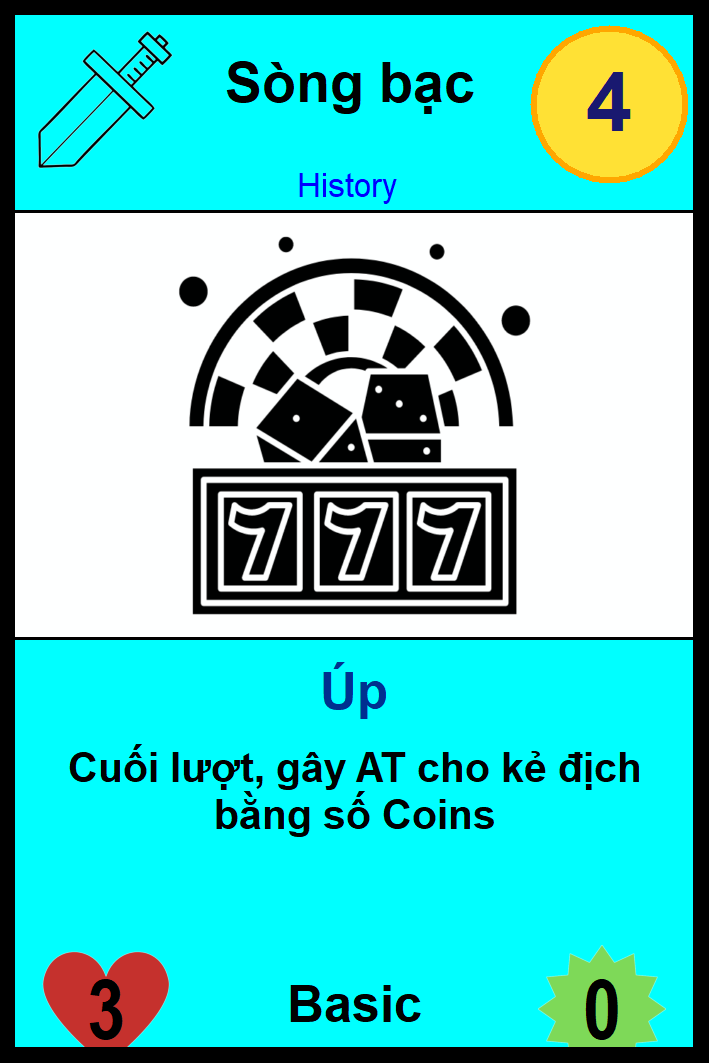 Sòng bạc
4
History
777
Úp
Cuối lượt, gây AT cho kẻ địch
bằng số Coins
3
Basic
0